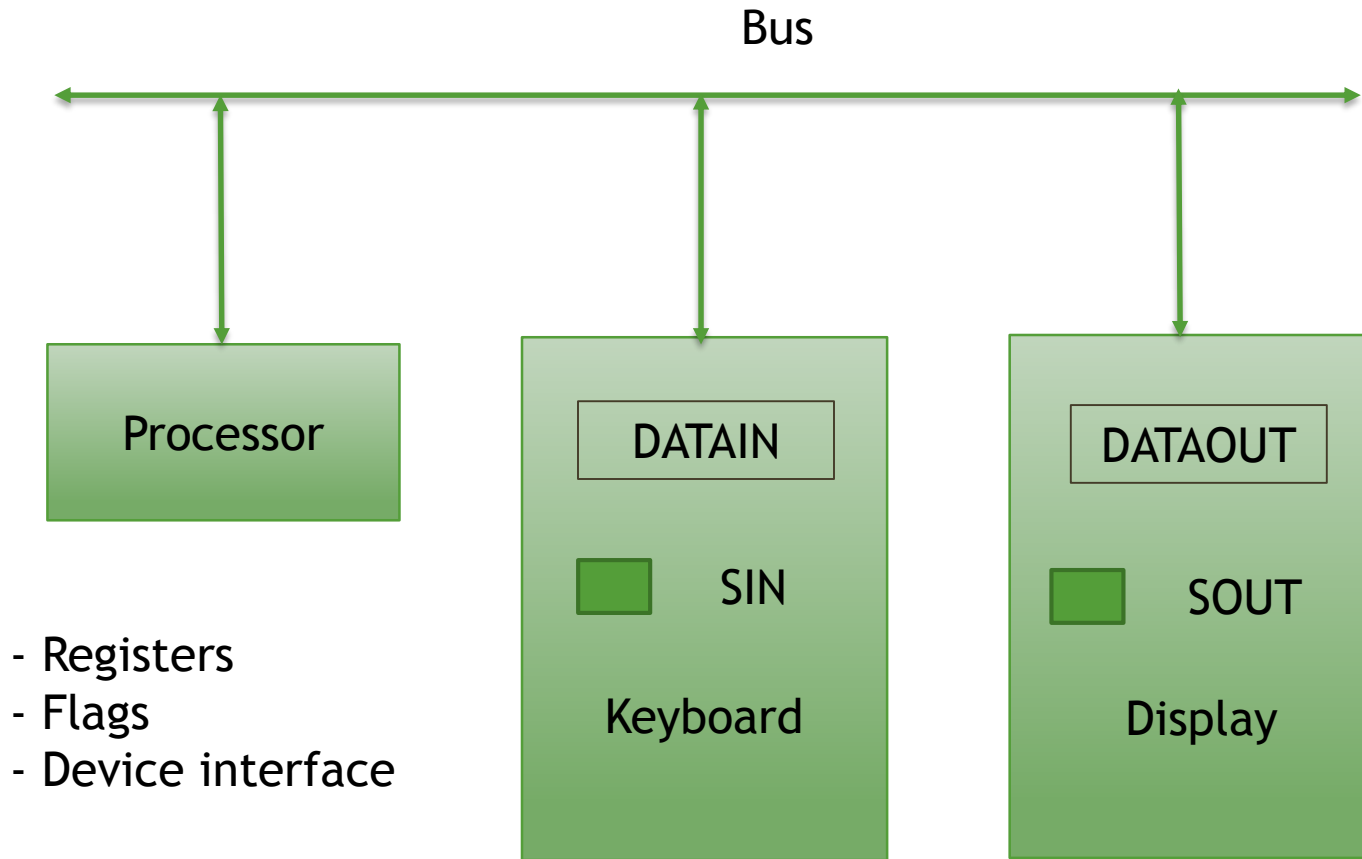 Bus
Processor
DATAIN
SIN
Keyboard
DATAOUT
SOUT
Display
- Registers
- Flags
- Device interface